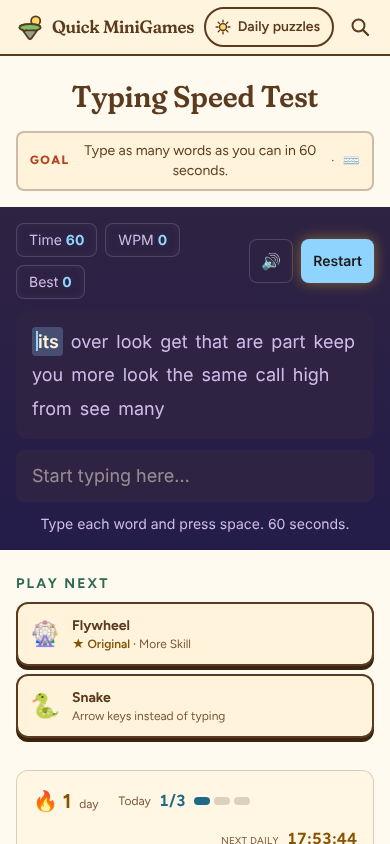 Quick MiniGames
Daily puzzles
Typing Speed Test
GOAL
Type as many words as you can in 60
seconds.
·
Time 60
WPM 0
Best 0
Restart
its over look get that are part keep
you more look the same call high
from see many
Start typing here...
Type each word and press space. 60 seconds.
PLAY NEXT
Flywheel
★ Original · More Skill
Snake
Arrow keys instead of typing
1 day
Today 1/3
NEXT DAILY 17:53:44